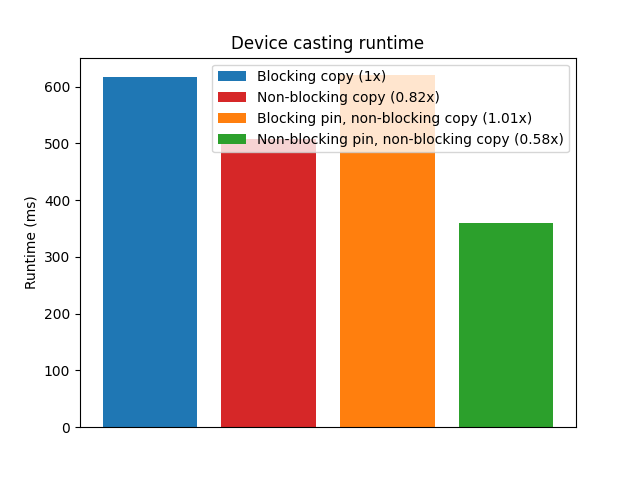 Device casting runtime
Blocking copy (1x)
Non-blocking copy (0.82x)
Blocking pin, non-blocking copy (1.01x)
Non-blocking pin, non-blocking copy (0.58x)
Runtime (ms)
600
500
400
300
200
100
0